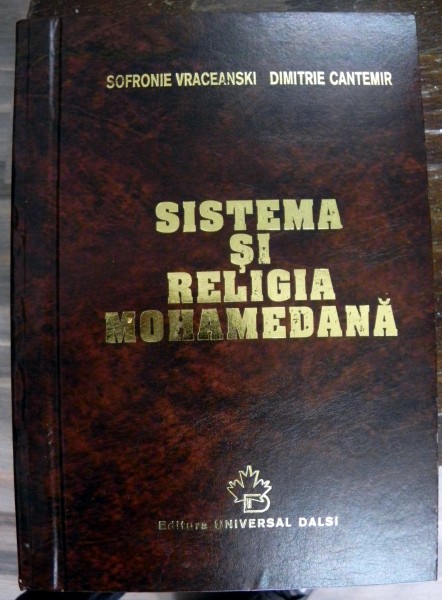 SOFRONIE VRACEANSKI DIMITRIE CANTEMIR
SISTEMA
ŞI
RELIGIA
MOHAMEDANĂ
Editura UNIVERSAL DALSI